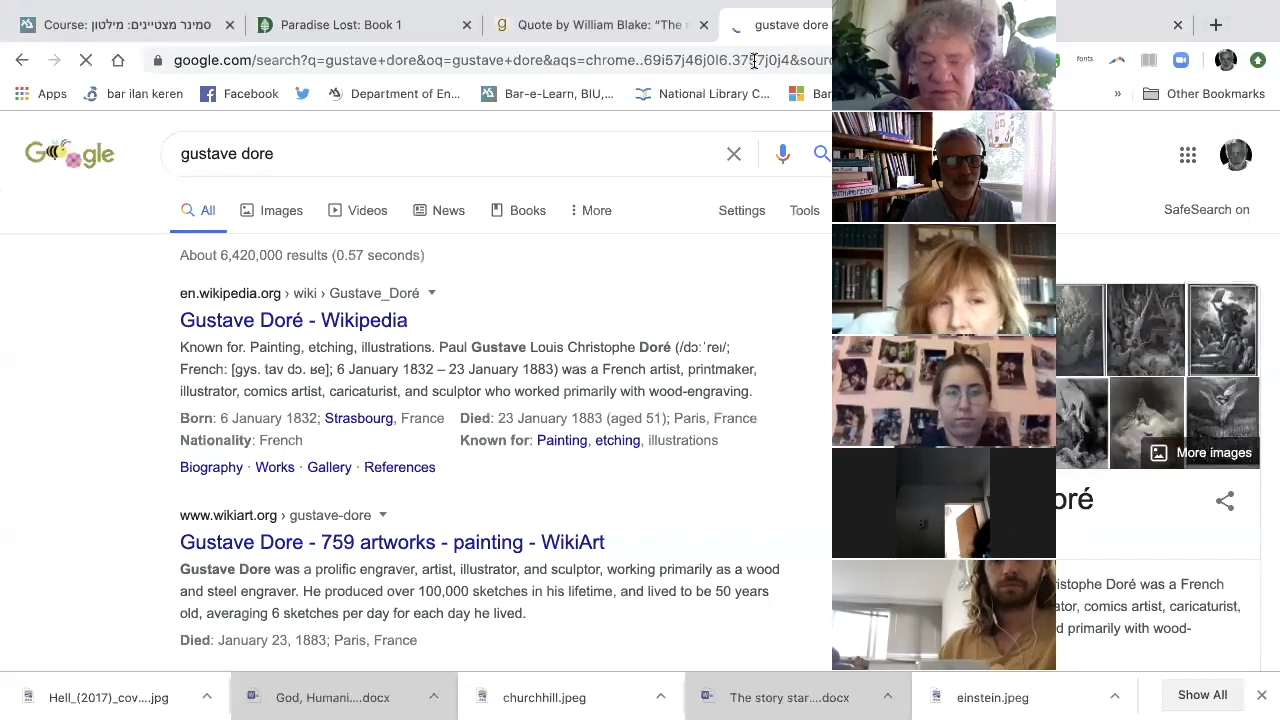 Course: סמינר מצטיינים: מילטון
Paradise Lost: Book 1
Quote by William Blake: “The r
gustave dore
google.com/search?q=gustave+dore&oq=gustave+dore&aqs=chrome..69i57j46j0l6.3787j0j4&sour
fonts
Apps
bar ilan keren
Facebook
Department of En...
Bar-e-Learn, BIU,...
National Library C...
Bar
»
Other Bookmarks
Google
gustave dore
All
Images
Videos
News
Books
More
Settings
Tools
SafeSearch on
About 6,420,000 results (0.57 seconds)
en.wikipedia.org › wiki › Gustave_Doré
Gustave Doré - Wikipedia
Known for. Painting, etching, illustrations. Paul Gustave Louis Christophe Doré (/dɔːˈreɪ/;
French: [ɡys. tav dɔ. ʁe]; 6 January 1832 – 23 January 1883) was a French artist, printmaker,
illustrator, comics artist, caricaturist, and sculptor who worked primarily with wood-engraving.
Born: 6 January 1832; Strasbourg, France
Died: 23 January 1883 (aged 51); Paris, France
Nationality: French
Known for: Painting, etching, illustrations
Biography · Works · Gallery · References
www.wikiart.org › gustave-dore
Gustave Dore - 759 artworks - painting - WikiArt
Gustave Dore was a prolific engraver, artist, illustrator, and sculptor, working primarily as a wood
and steel engraver. He produced over 100,000 sketches in his lifetime, and lived to be 50 years
old, averaging 6 sketches per day for each day he lived.
Died: January 23, 1883; Paris, France
More images
oré
istophe Doré was a French
ator, comics artist, caricaturist,
d primarily with wood-
Hell_(2017)_cov....jpg
God, Humani....docx
churchhill.jpeg
The story star....docx
einstein.jpeg
Show All